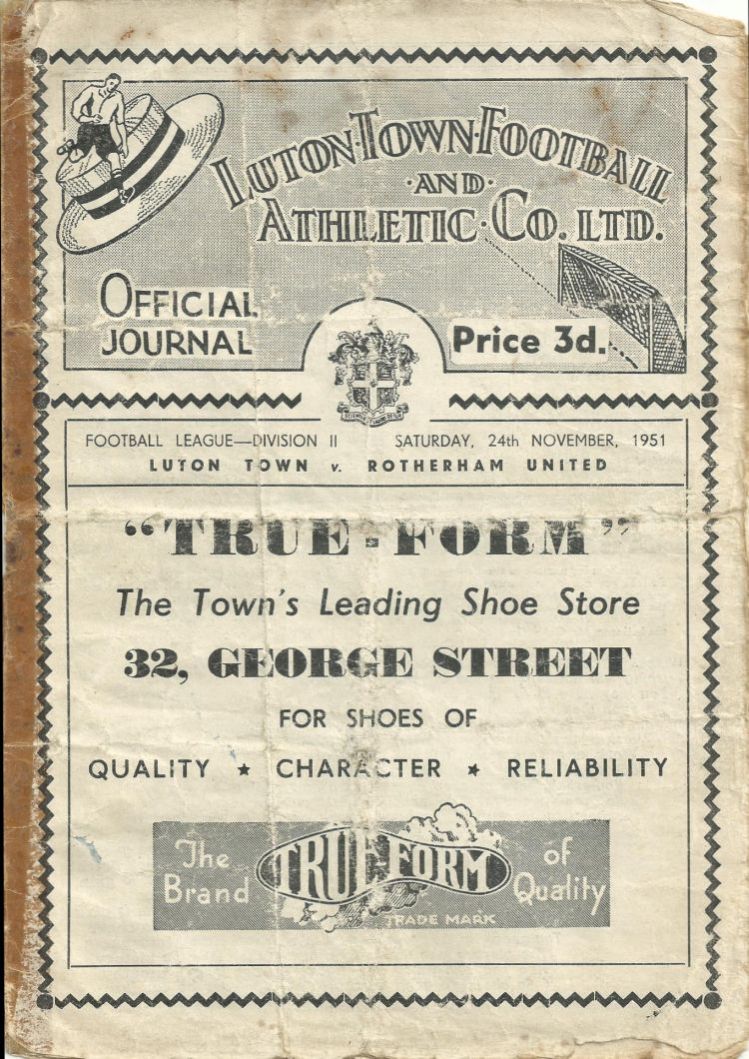 LUTON·TOWN·FOOTBALL
·AND·
ATHLETIC·CO. LTD.
OFFICIAL
JOURNAL
Price 3d.
FOOTBALL LEAGUE—DIVISION II SATURDAY, 24th NOVEMBER, 1951
LUTON TOWN v. ROTHERHAM UNITED
"TRUE-FORM"
The Town's Leading Shoe Store
32, GEORGE STREET
FOR SHOES OF
QUALITY ★ CHARACTER ★ RELIABILITY
The Brand TRUE-FORM of Quality
TRADE MARK